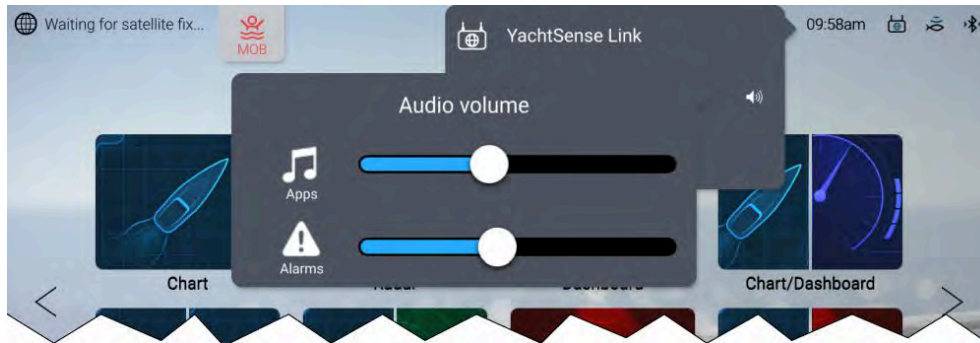 Waiting for satellite fix...
MOB
YachtSense Link
09:58am
Audio volume
Apps
Alarms
Chart
Chart/Dashboard